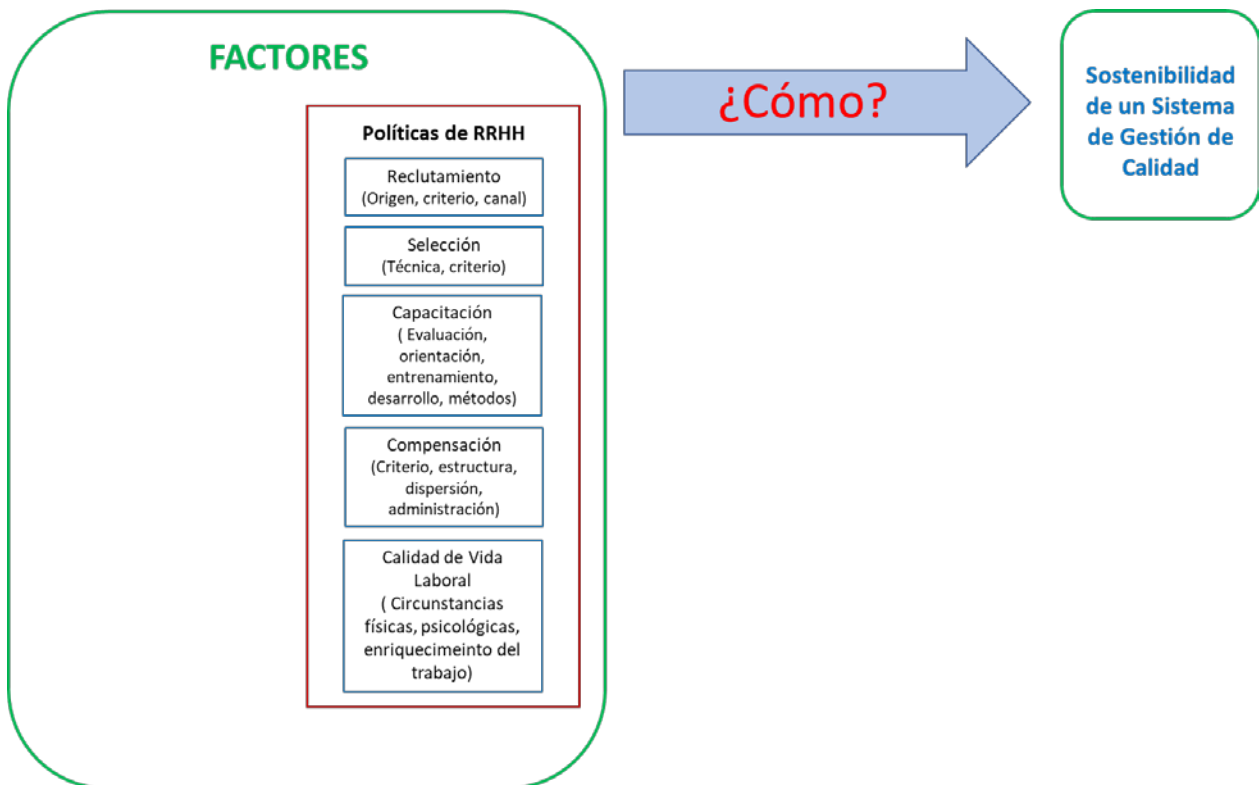 FACTORES
Políticas de RRHH
Reclutamiento
(Origen, criterio, canal)
Selección
(Técnica, criterio)
Capacitación
( Evaluación,
orientación,
entrenamiento,
desarrollo, métodos)
Compensación
(Criterio, estructura,
dispersión,
administración)
Calidad de Vida
Laboral
( Circunstancias
físicas, psicológicas,
enriquecimeinto del
trabajo)
¿Cómo?
Sostenibilidad
de un Sistema
de Gestión de
Calidad